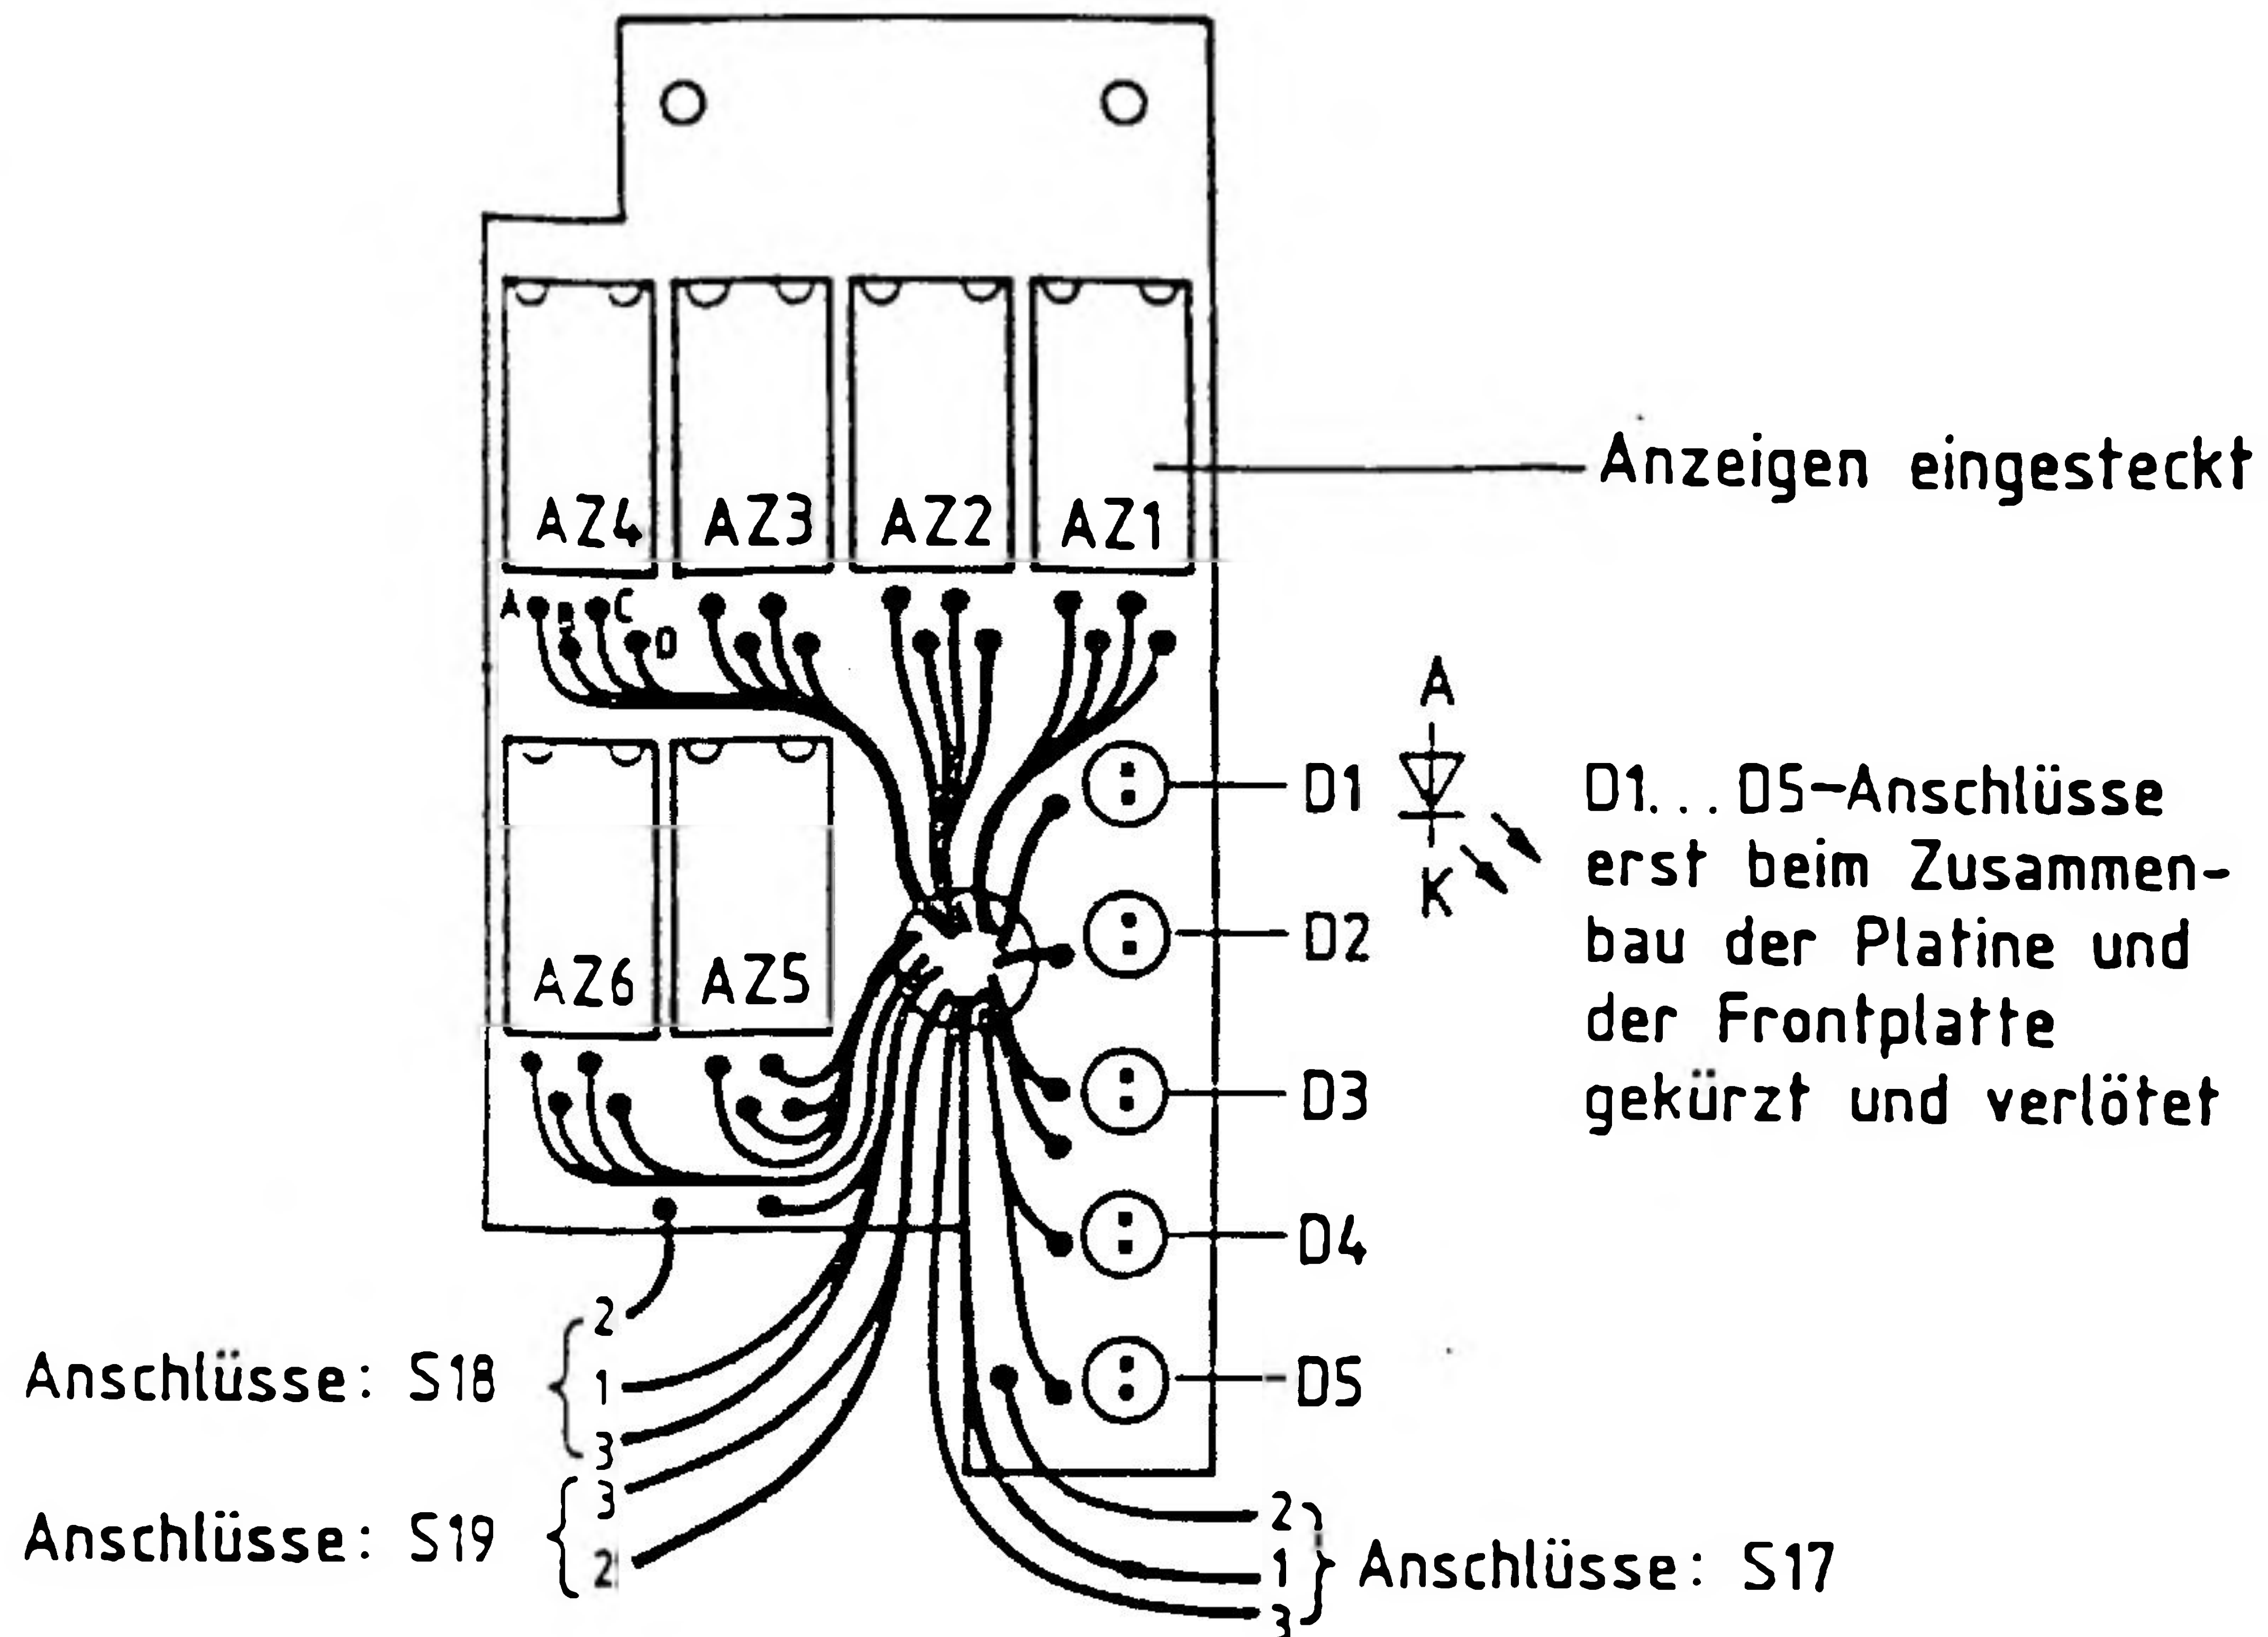 Anzeigen eingesteckt
AZ4 AZ3 AZ2 AZ1
A B C D
A
K
D1
D2
D3
D4
D5
D1...D5-Anschlüsse
erst beim Zusammen-
bau der Platine und
der Frontplatte
gekürzt und verlötet
AZ6 AZ5
Anschlüsse: S18
2
1
3
Anschlüsse: S19
3
2
2
1
3
Anschlüsse: S17